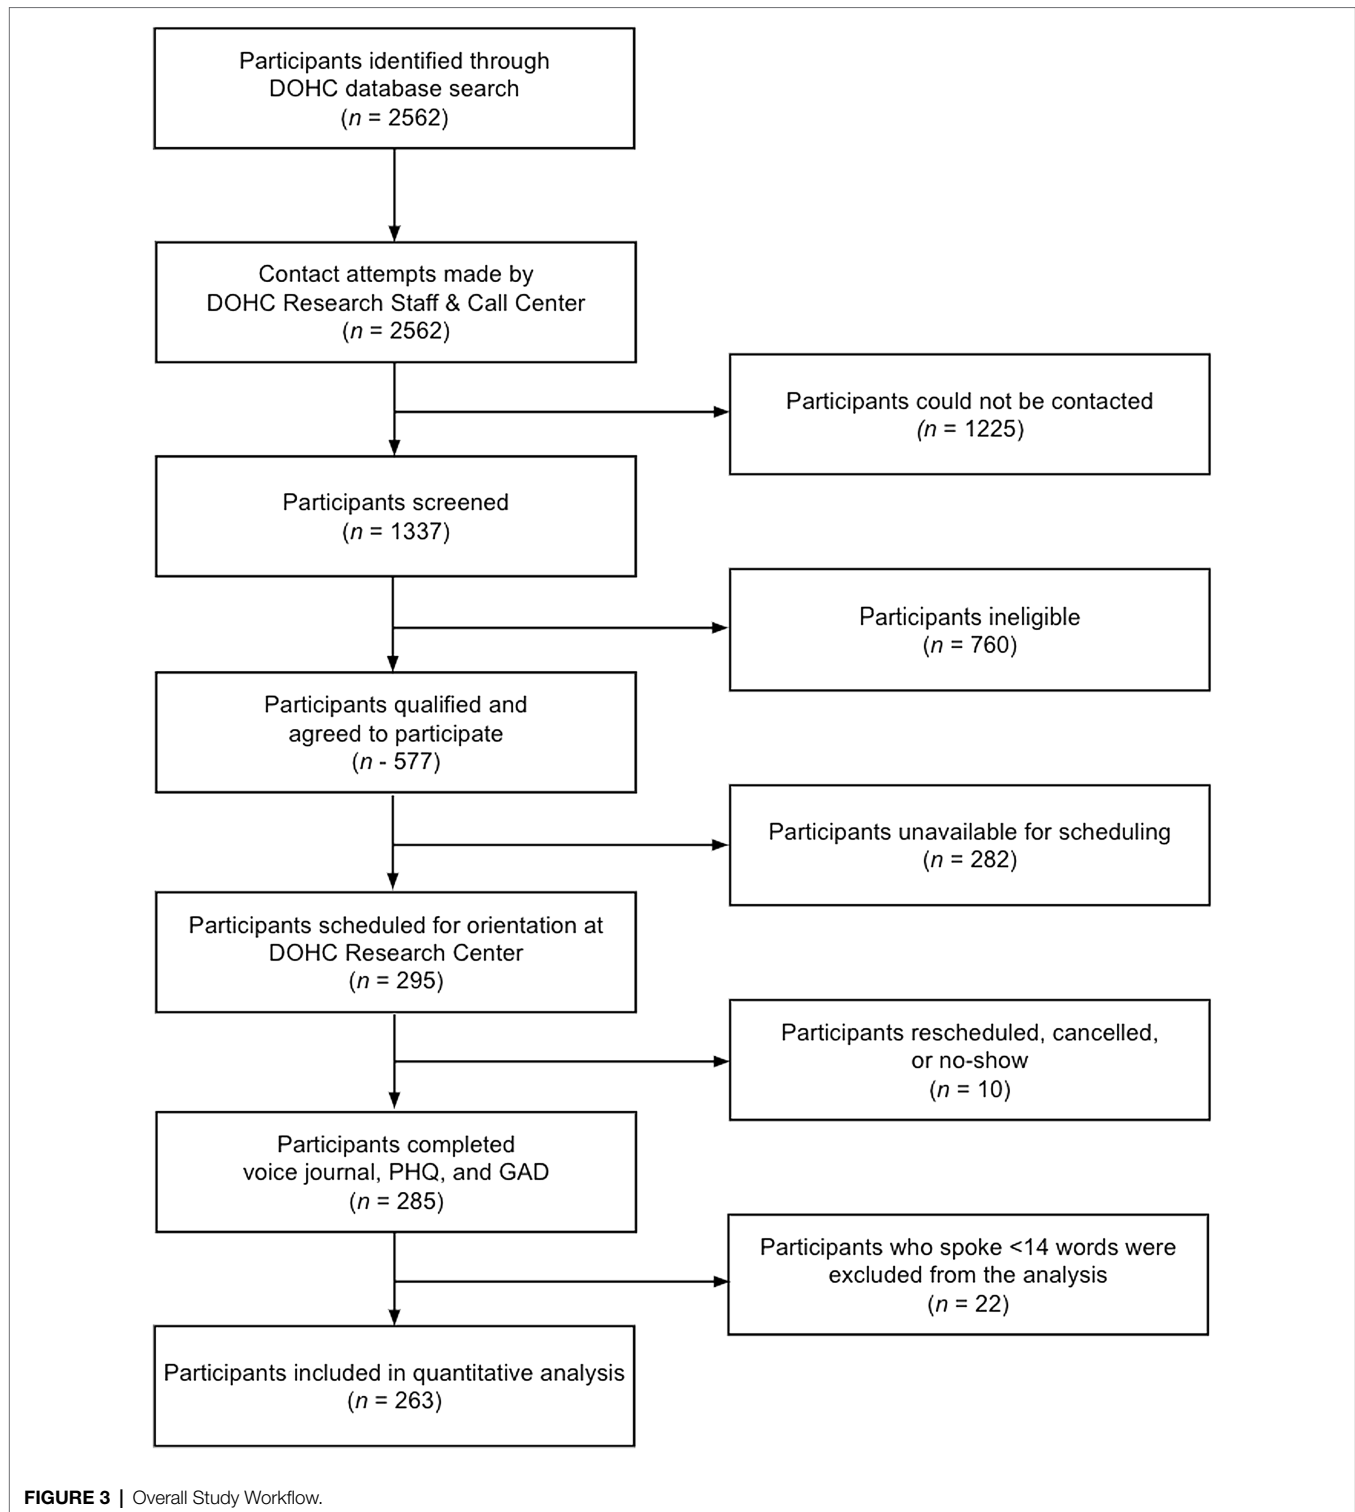 Participants identified through
DOHC database search
(n = 2562)
Contact attempts made by
DOHC Research Staff & Call Center
(n = 2562)
Participants could not be contacted
(n = 1225)
Participants screened
(n = 1337)
Participants ineligible
(n = 760)
Participants qualified and
agreed to participate
(n - 577)
Participants unavailable for scheduling
(n = 282)
Participants scheduled for orientation at
DOHC Research Center
(n = 295)
Participants rescheduled, cancelled,
or no-show
(n = 10)
Participants completed
voice journal, PHQ, and GAD
(n = 285)
Participants who spoke <14 words were
excluded from the analysis
(n = 22)
Participants included in quantitative analysis
(n = 263)
FIGURE 3 | Overall Study Workflow.